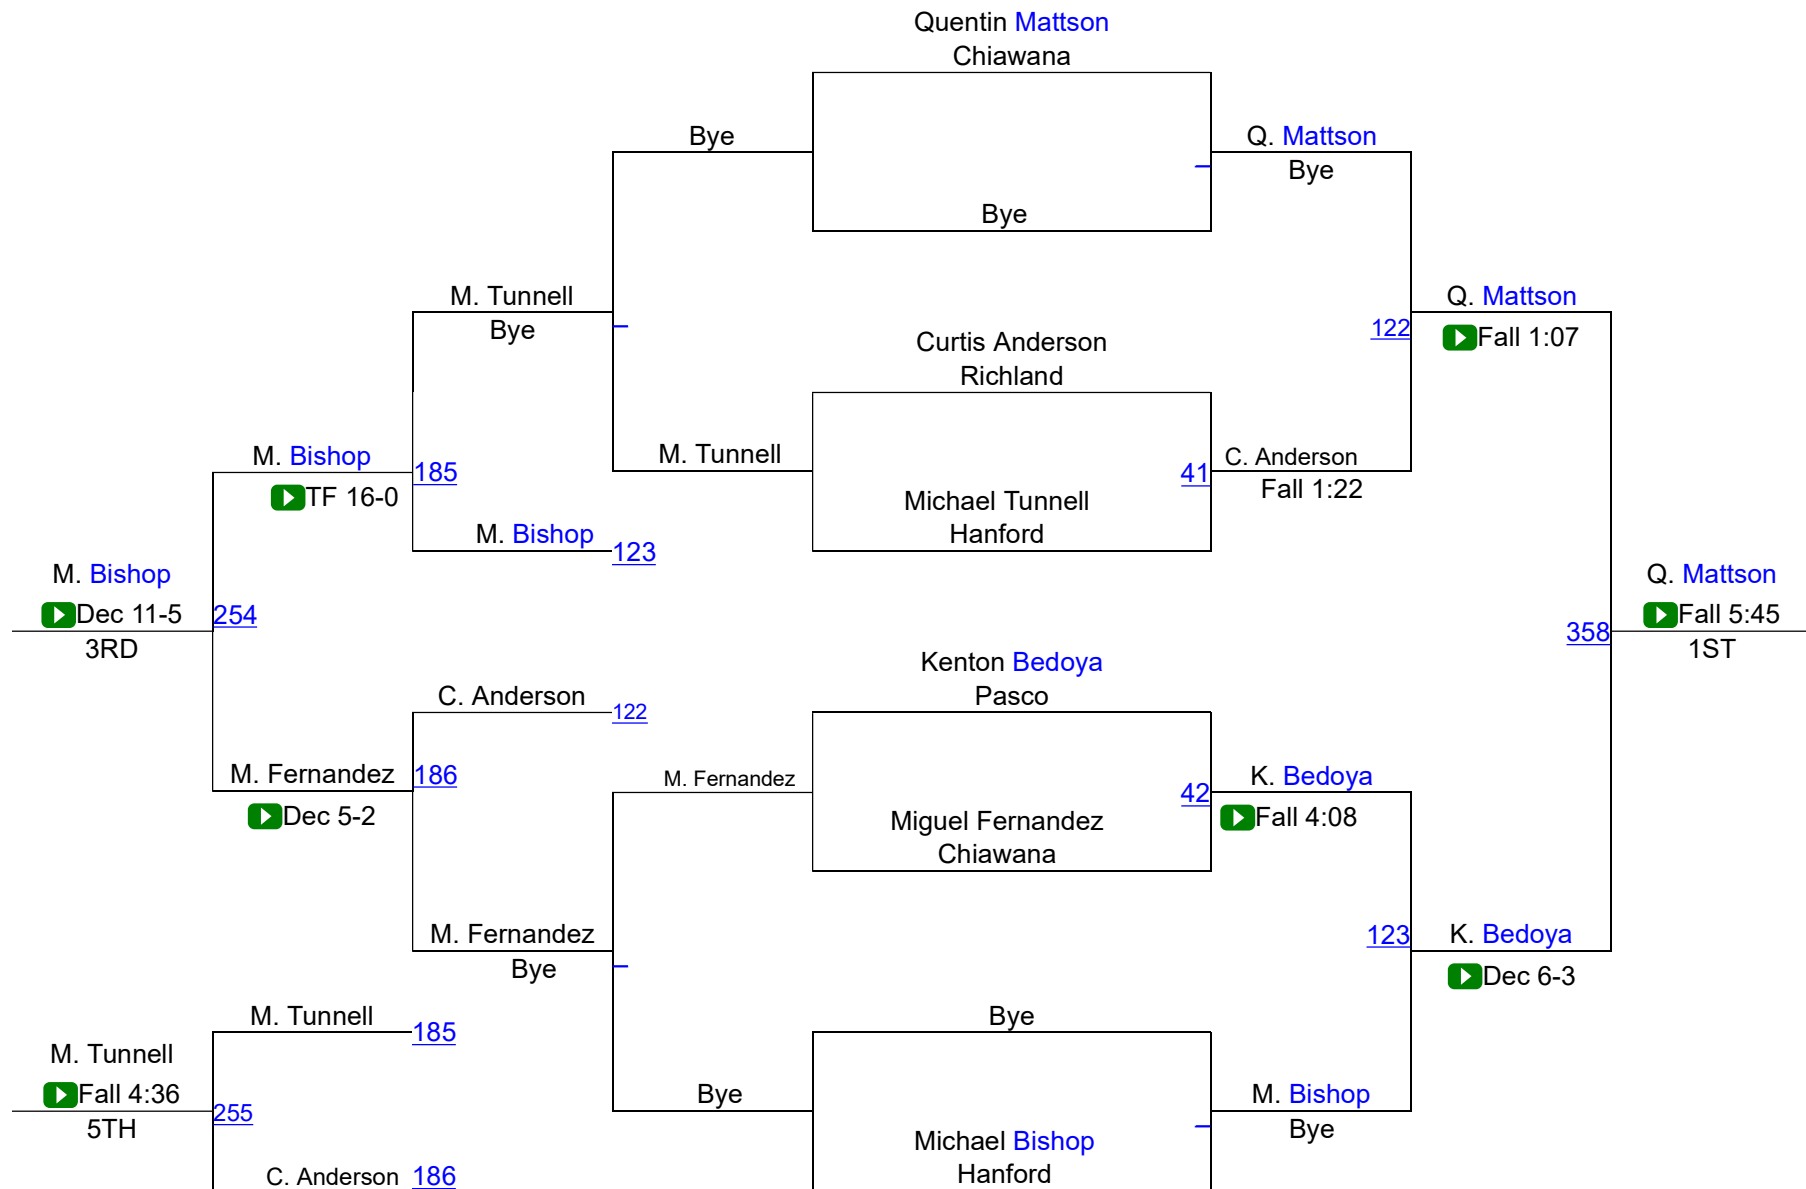 Quentin Mattson
Chiawana
Bye
Q. Mattson
Bye
Bye
M. Tunnell
Bye
Q. Mattson
122
Fall 1:07
Curtis Anderson
Richland
M. Bishop
185
TF 16-0
M. Tunnell
41
C. Anderson
Fall 1:22
Michael Tunnell
Hanford
M. Bishop
123
M. Bishop
Dec 11-5
254
3RD
Q. Mattson
Fall 5:45
358
1ST
Kenton Bedoya
Pasco
C. Anderson
122
M. Fernandez
186
Dec 5-2
M. Fernandez
42
K. Bedoya
Fall 4:08
Miguel Fernandez
Chiawana
M. Fernandez
Bye
123
K. Bedoya
Dec 6-3
M. Tunnell
185
Bye
M. Tunnell
Fall 4:36
255
5TH
Bye
M. Bishop
Bye
Michael Bishop
Hanford
C. Anderson 186